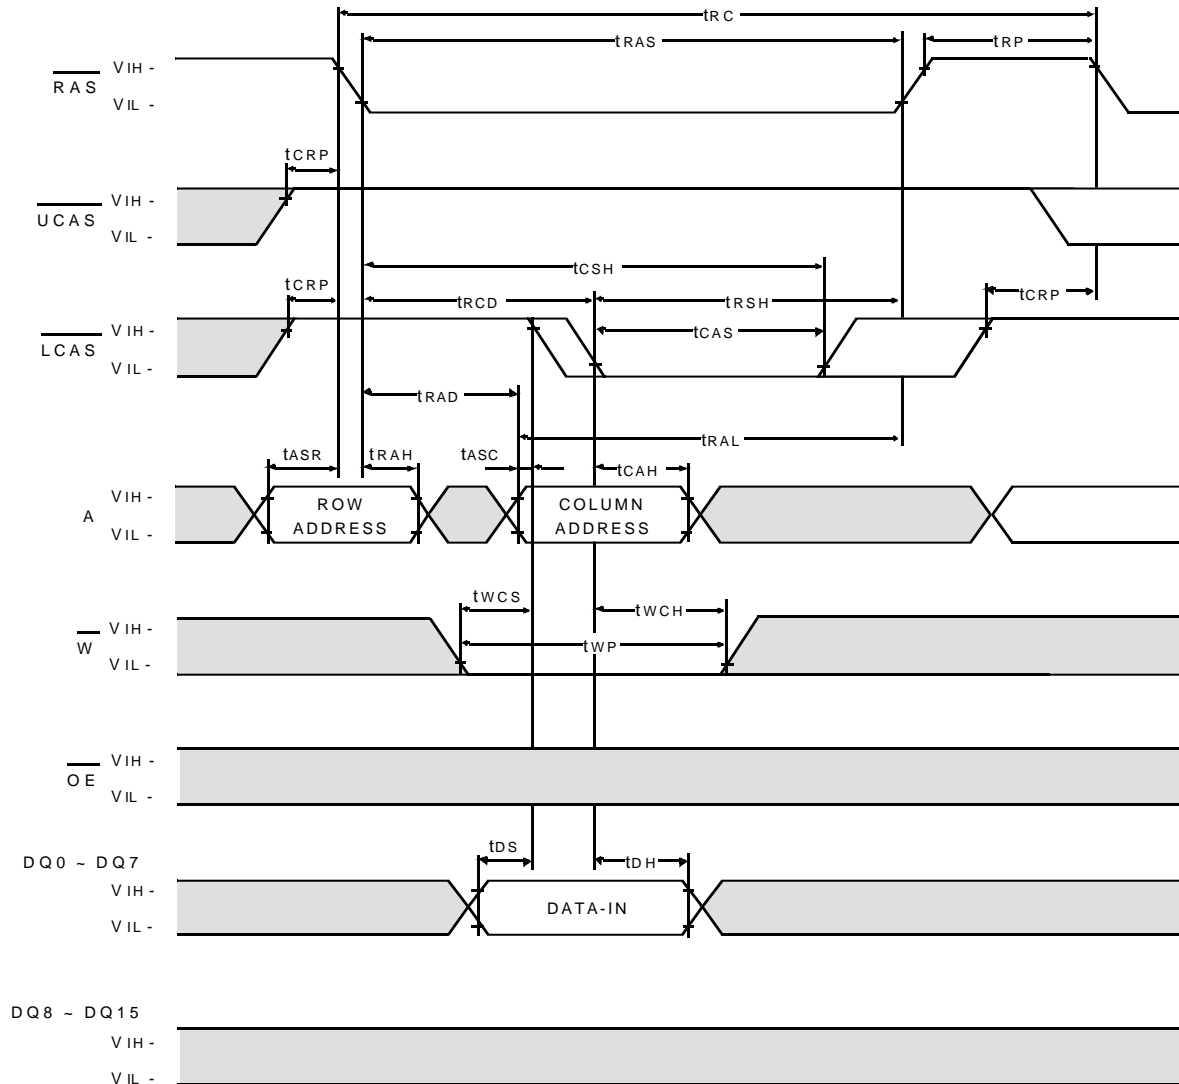 tRC
tRAS
tRP
RAS
VIH -
VIL -
tCRP
UCAS
VIH -
VIL -
tCSH
tCRP
tRCD
tRSH
tCRP
LCAS
VIH -
VIL -
tCAS
tRAD
tRAL
tASR
tRAH
tASC
tCAH
A
VIH -
VIL -
ROW
ADDRESS
COLUMN
ADDRESS
tWCS
tWCH
W
VIH -
VIL -
tWP
OE
VIH -
VIL -
DQ0 ~ DQ7
tDS
tDH
VIH -
VIL -
DATA-IN
DQ8 ~ DQ15
VIH -
VIL -